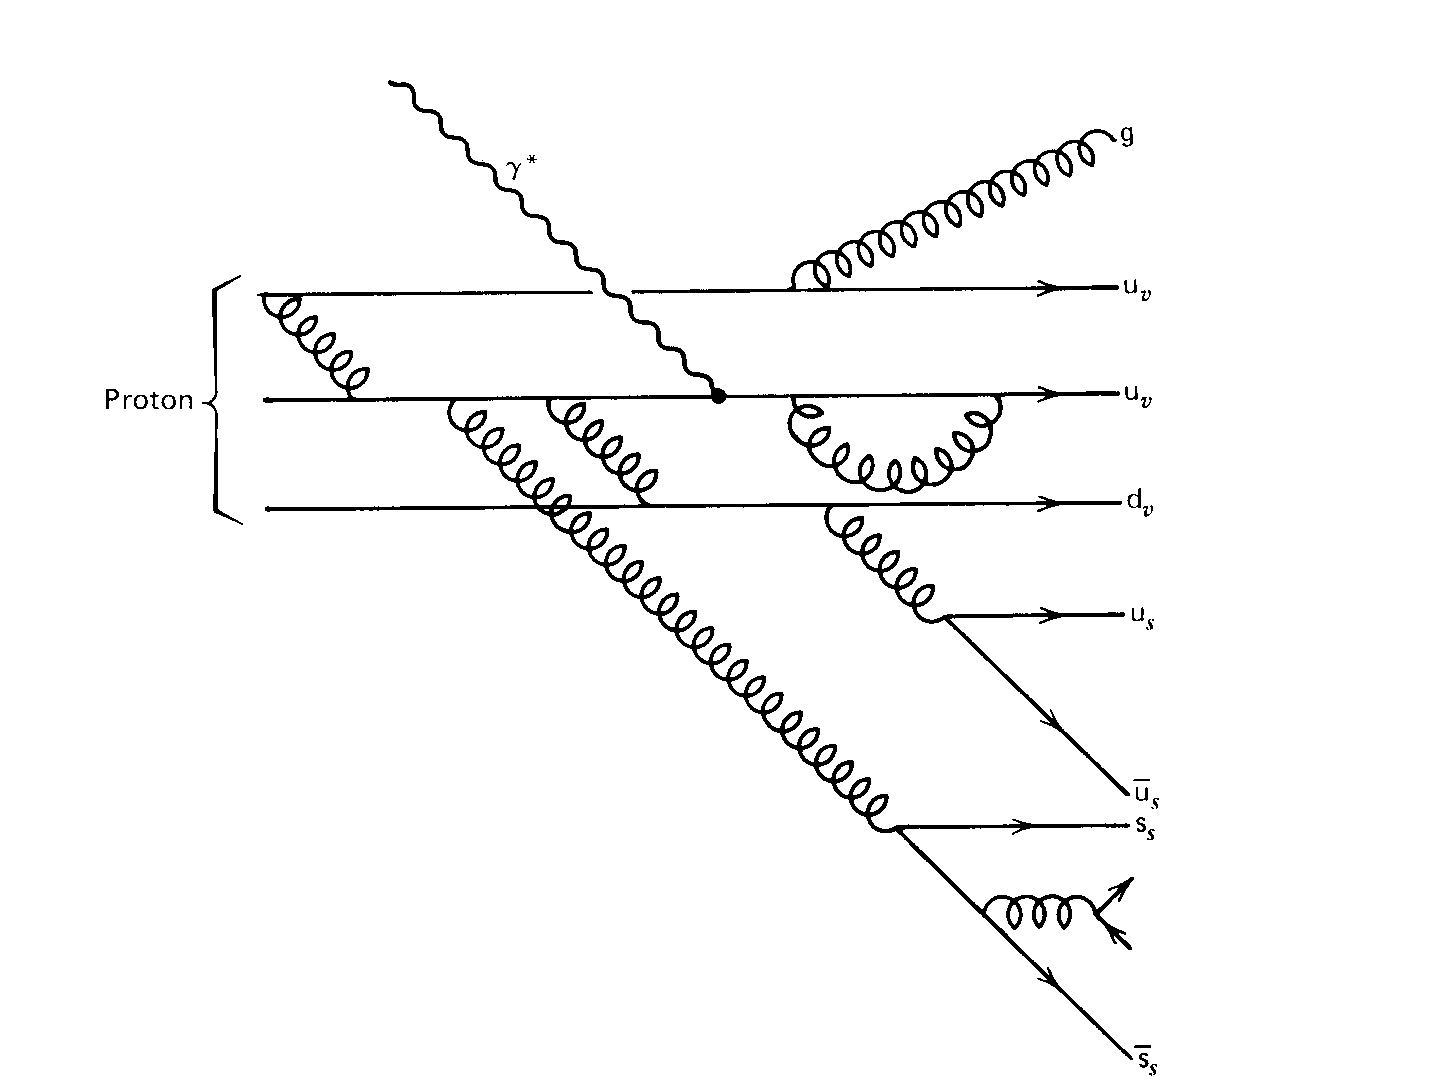 γ*
g
u_v
Proton
u_v
d_v
u_s
ū_s
s_s
s̄_s